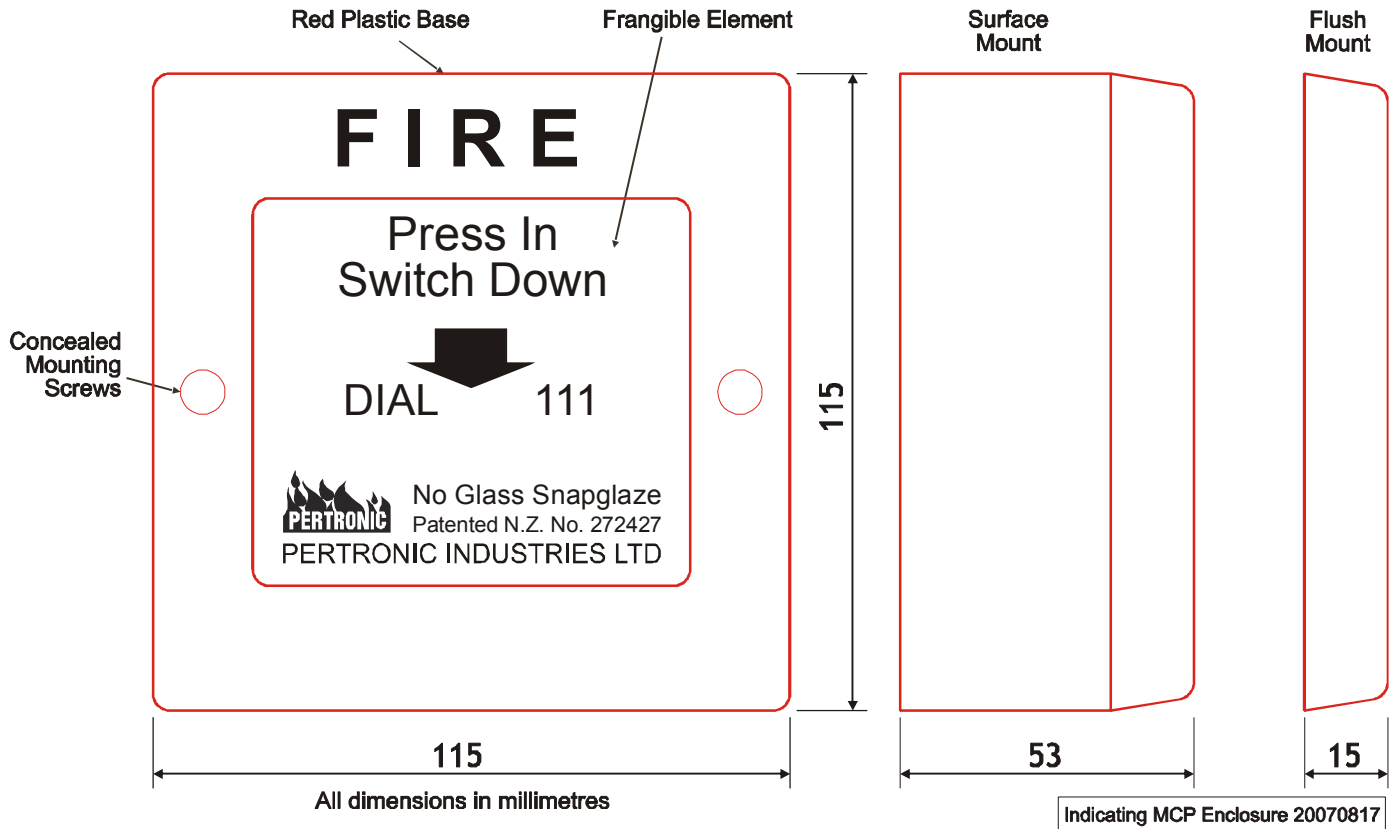 Red Plastic Base
Frangible Element
Surface
Mount
Flush
Mount
FIRE
Press In
Switch Down
Concealed
Mounting
Screws
DIAL 111
115
PERTRONIC
No Glass Snapglaze
Patented N.Z. No. 272427
PERTRONIC INDUSTRIES LTD
115
53
15
All dimensions in millimetres
Indicating MCP Enclosure 20070817